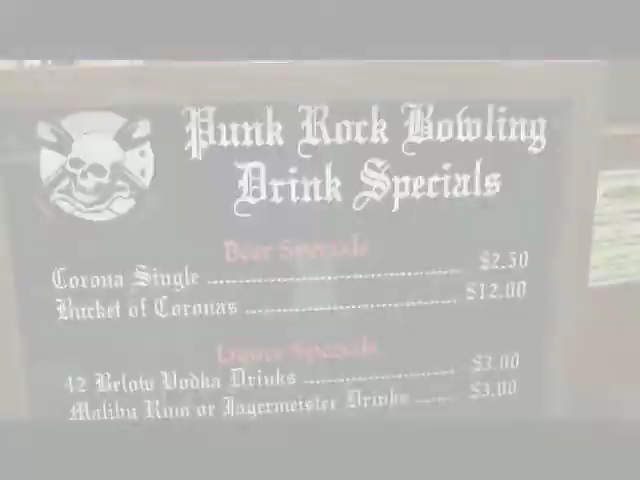 Punk Rock Bowling
Drink Specials
Beer Specials
Corona Single ................................ $2.50
Bucket of Coronas ........................... $12.00
Liquor Specials
42 Below Vodka Drinks .................... $3.00
Malibu Rum or Jagermeister Drinks ...... $3.00